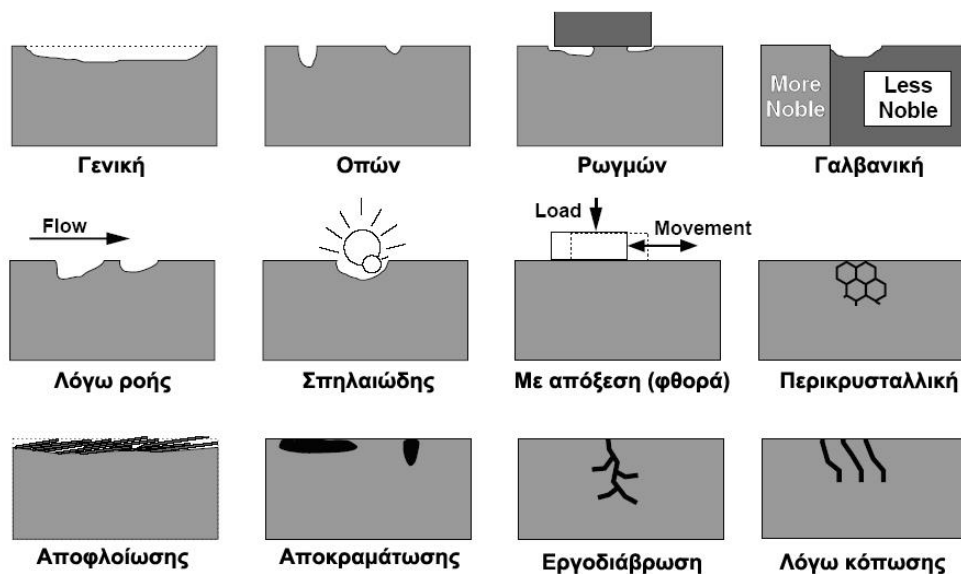 More
Noble
Less
Noble
Γενική
Οπών
Ρωγμών
Γαλβανική
Flow
Load
Movement
Λόγω ροής
Σπηλαιώδης
Με απόξεση (φθορά)
Περικρυσταλλική
Αποφλοίωσης
Αποκραμάτωσης
Εργοδιάβρωση
Λόγω κόπωσης